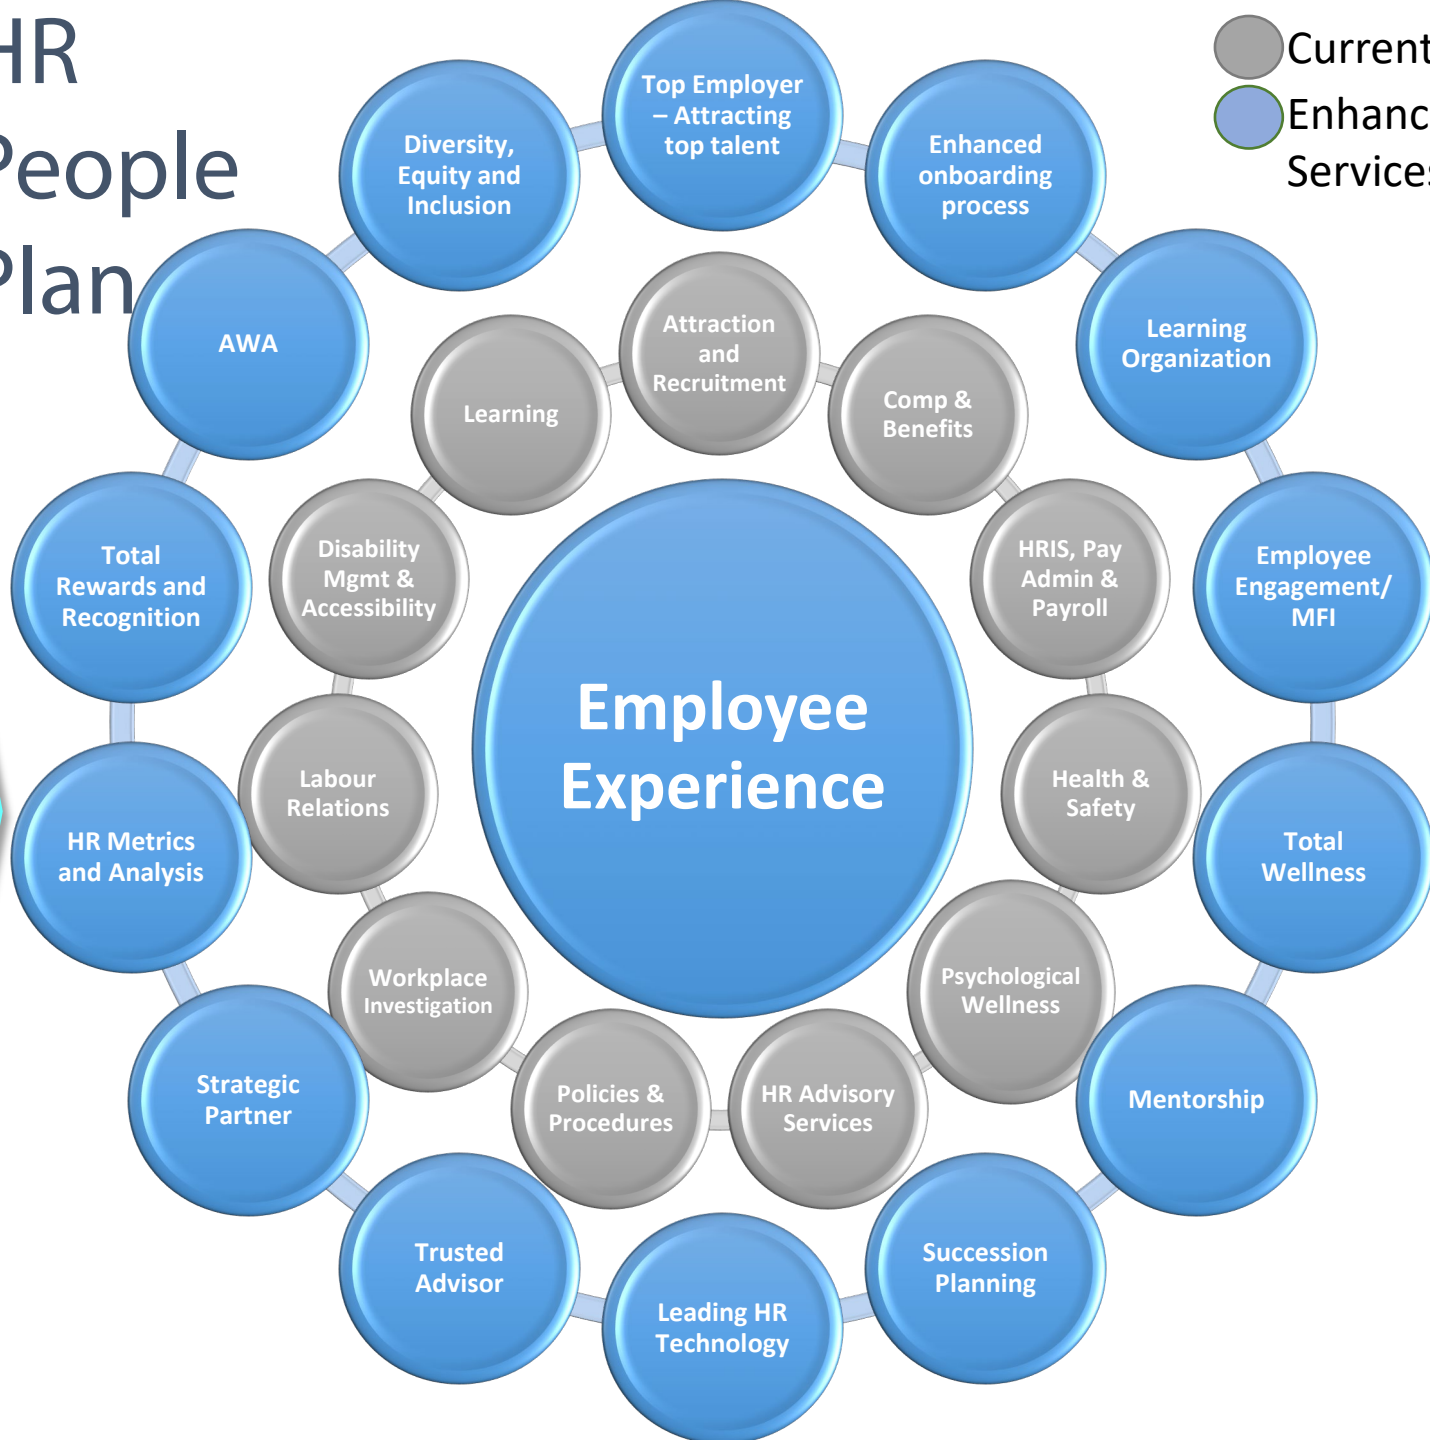 HR
People
Plan
Current
Enhanc
Services
Top Employer
– Attracting
top talent
Enhanced
onboarding
process
Learning
Organization
Employee
Engagement/
MFI
Total
Wellness
Mentorship
Succession
Planning
Leading HR
Technology
Trusted
Advisor
Strategic
Partner
HR Metrics
and Analysis
Total
Rewards and
Recognition
AWA
Diversity,
Equity and
Inclusion
Attraction
and
Recruitment
Comp &
Benefits
HRIS, Pay
Admin &
Payroll
Health &
Safety
Psychological
Wellness
HR Advisory
Services
Policies &
Procedures
Workplace
Investigation
Labour
Relations
Disability
Mgmt &
Accessibility
Learning
Employee
Experience